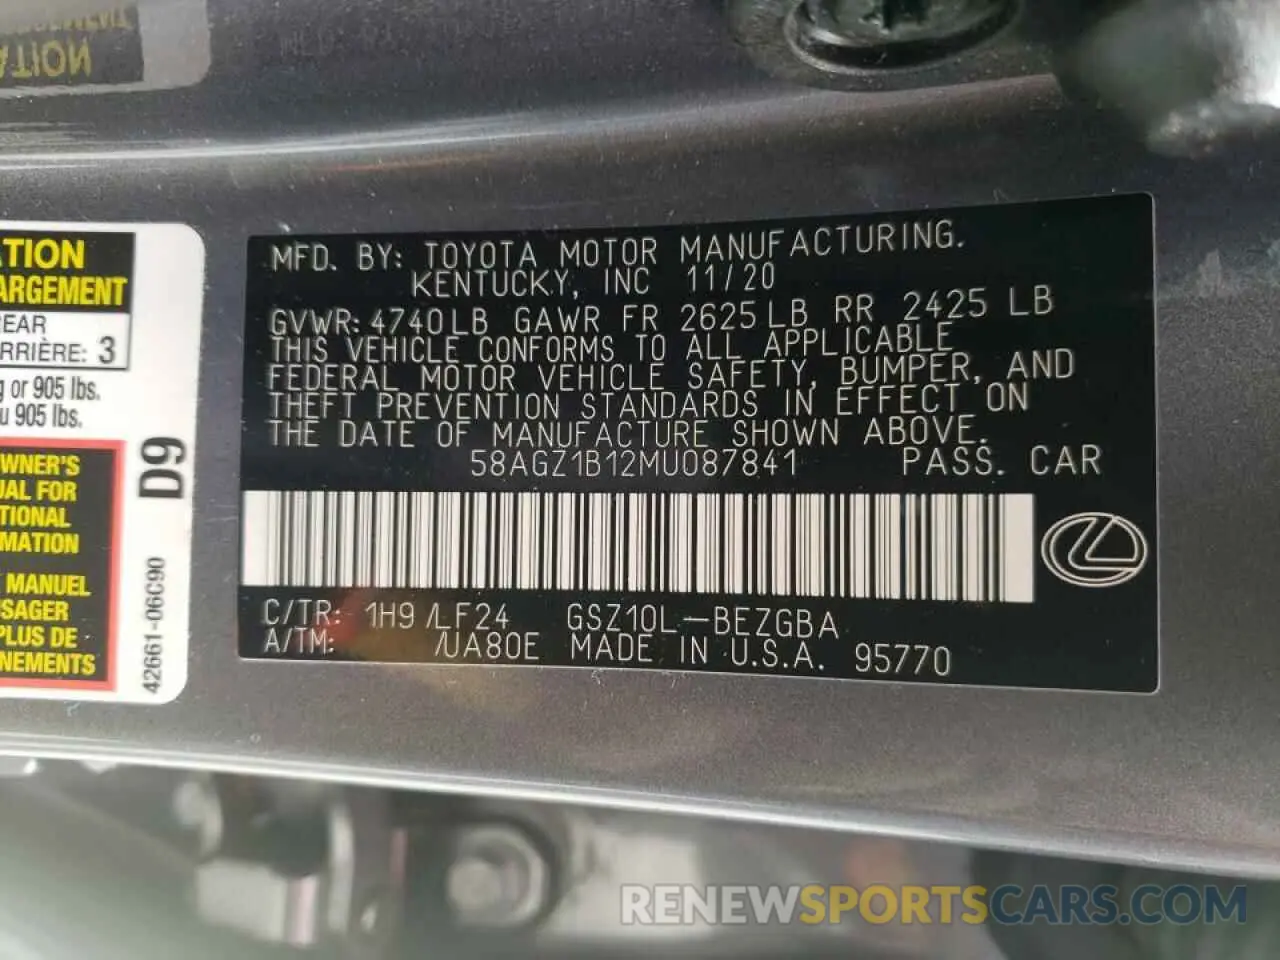 ATION
ATION
ARGEMENT
REAR
ARRIÈRE: 3
g or 905 lbs.
u 905 lbs.
D9
WNER'S
UAL FOR
TIONAL
MATION
MANUEL
SAGER
PLUS DE
NEMENTS
42661-06C90
MFD. BY: TOYOTA MOTOR MANUFACTURING.
KENTUCKY, INC 11/20
GVWR: 4740LB GAWR FR 2625LB RR 2425 LB
THIS VEHICLE CONFORMS TO ALL APPLICABLE
FEDERAL MOTOR VEHICLE SAFETY, BUMPER, AND
THEFT PREVENTION STANDARDS IN EFFECT ON
THE DATE OF MANUFACTURE SHOWN ABOVE.
58AGZ1B12MU087841 PASS. CAR
C/TR: 1H9 /LF24 GSZ10L-BEZGBA
A/TM: /UA80E MADE IN U.S.A. 95770
RENEWSPORTSCARS.COM